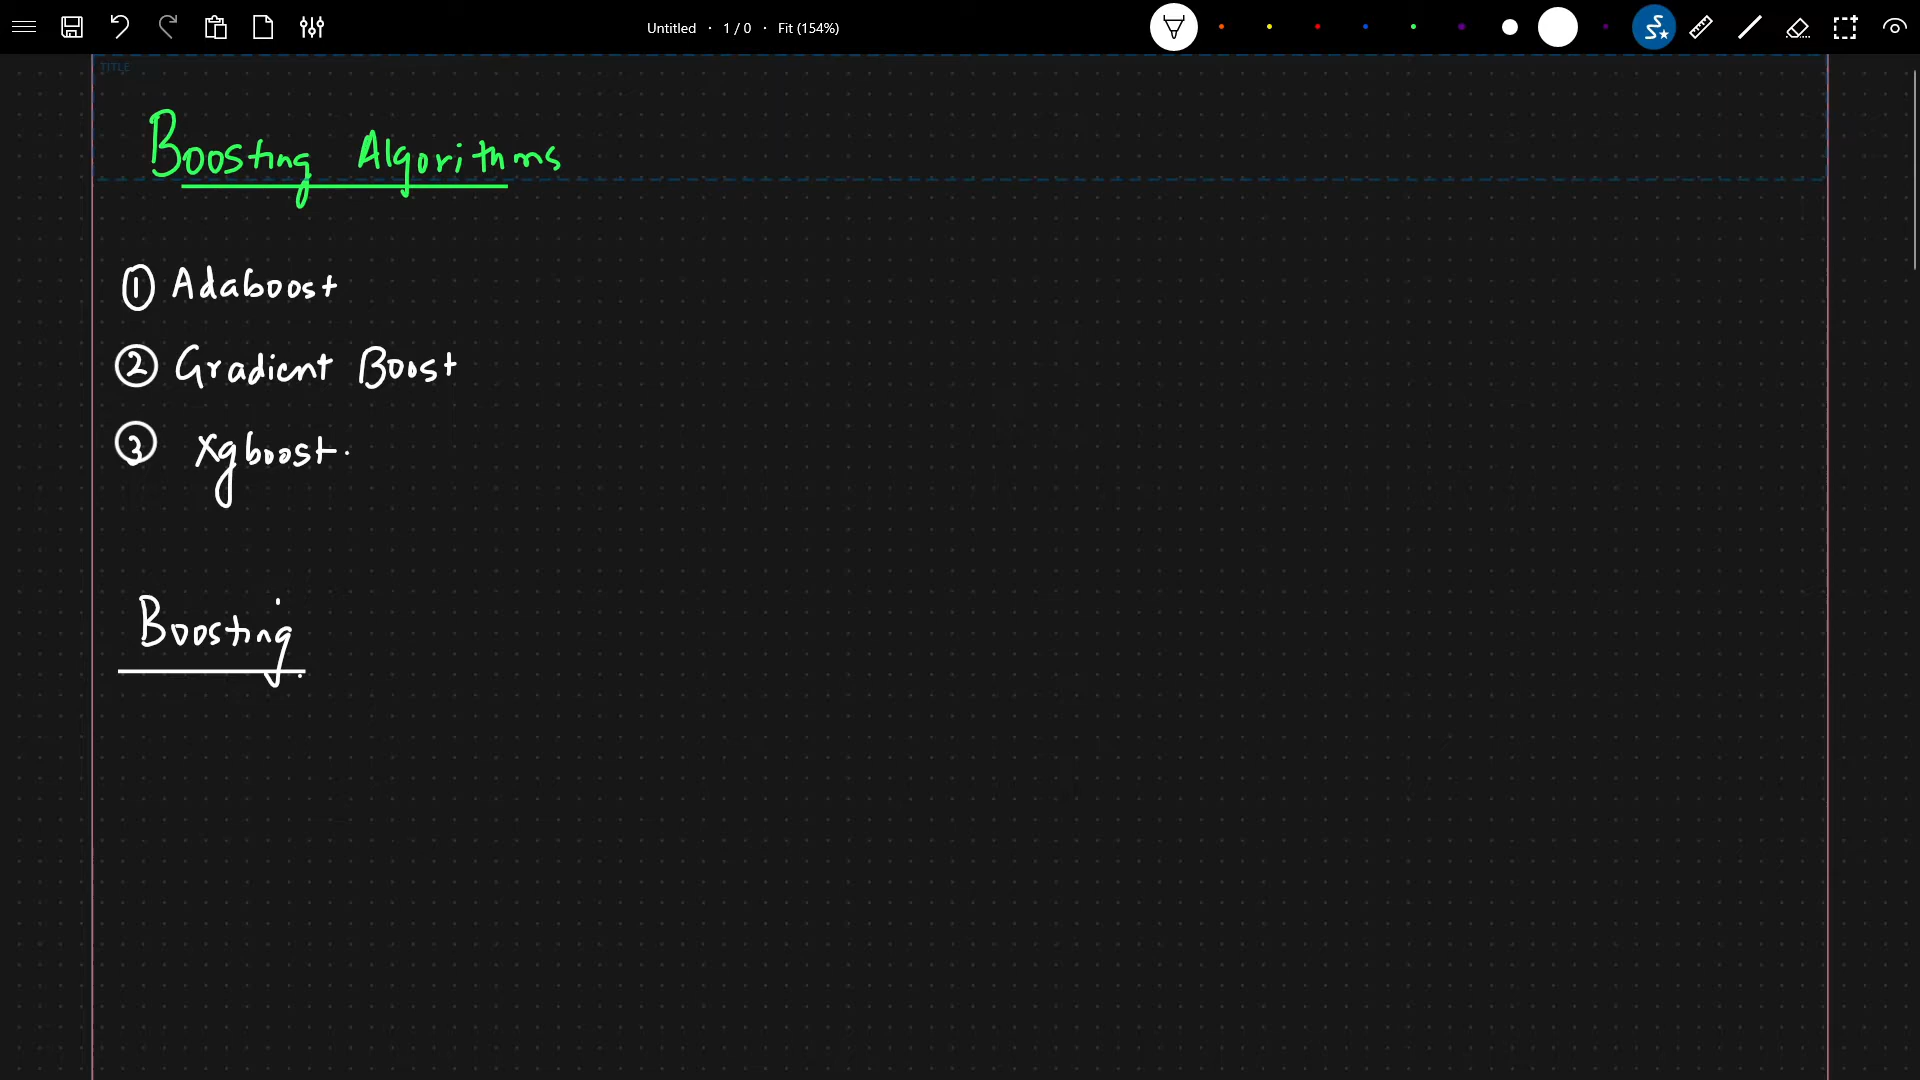 Untitled · 1 / 0 · Fit (154%)
TITLE
Boosting Algorithms
① Adaboost
② Gradient Boost
③ Xgboost.
Boosting